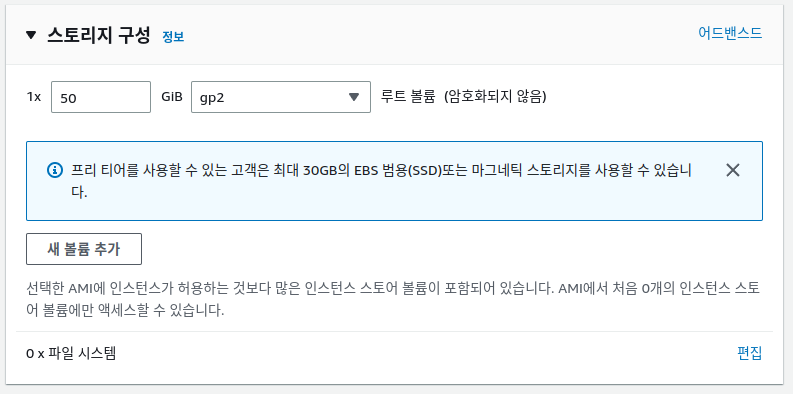 스토리지 구성 정보 어드밴스드
1x 50 GiB gp2 루트 볼륨 (암호화되지 않음)
프리 티어를 사용할 수 있는 고객은 최대 30GB의 EBS 범용(SSD)또는 마그네틱 스토리지를 사용할 수 있습니
다.
새 볼륨 추가
선택한 AMI에 인스턴스가 허용하는 것보다 많은 인스턴스 스토어 볼륨이 포함되어 있습니다. AMI에서 처음 0개의 인스턴스 스토
어 볼륨에만 액세스할 수 있습니다.
0 x 파일 시스템 편집